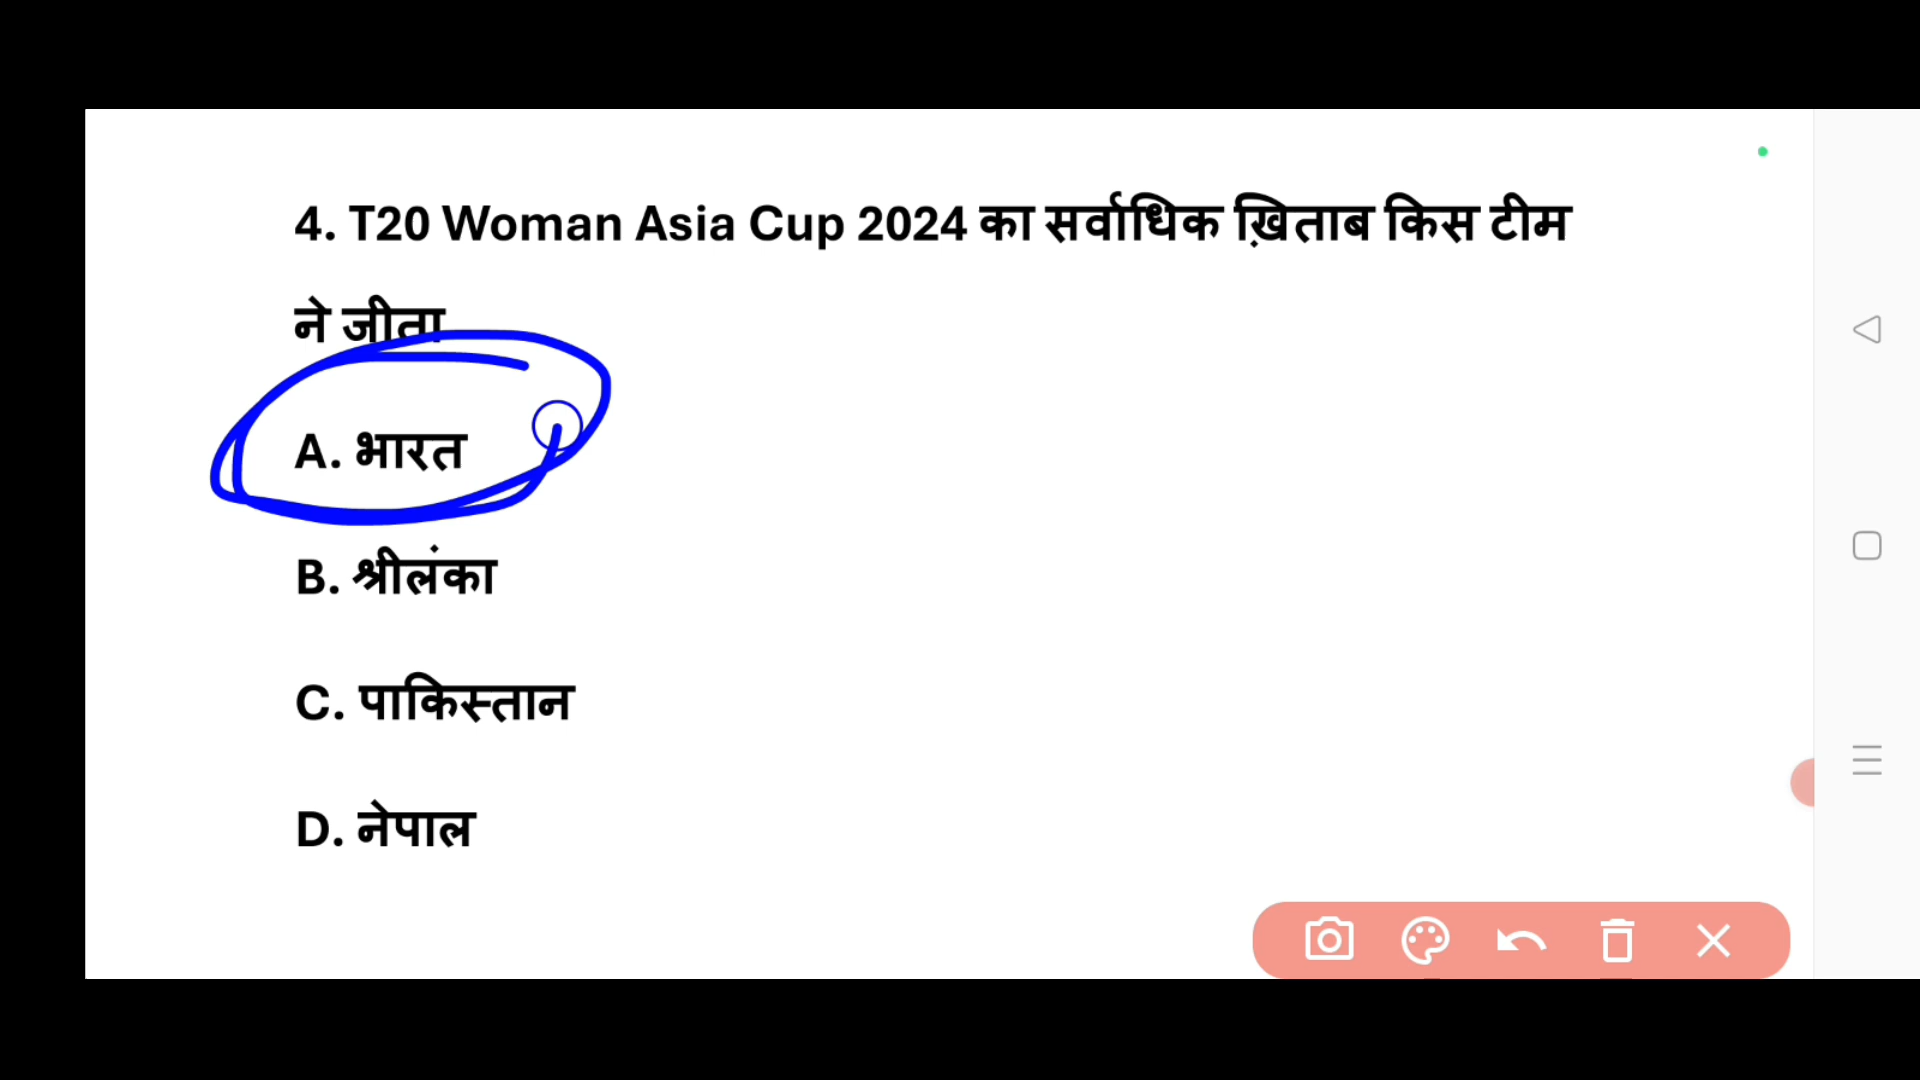 4. T20 Woman Asia Cup 2024 का सर्वाधिक ख़िताब किस टीम
ने जीता
A. भारत
B. श्रीलंका
C. पाकिस्तान
D. नेपाल